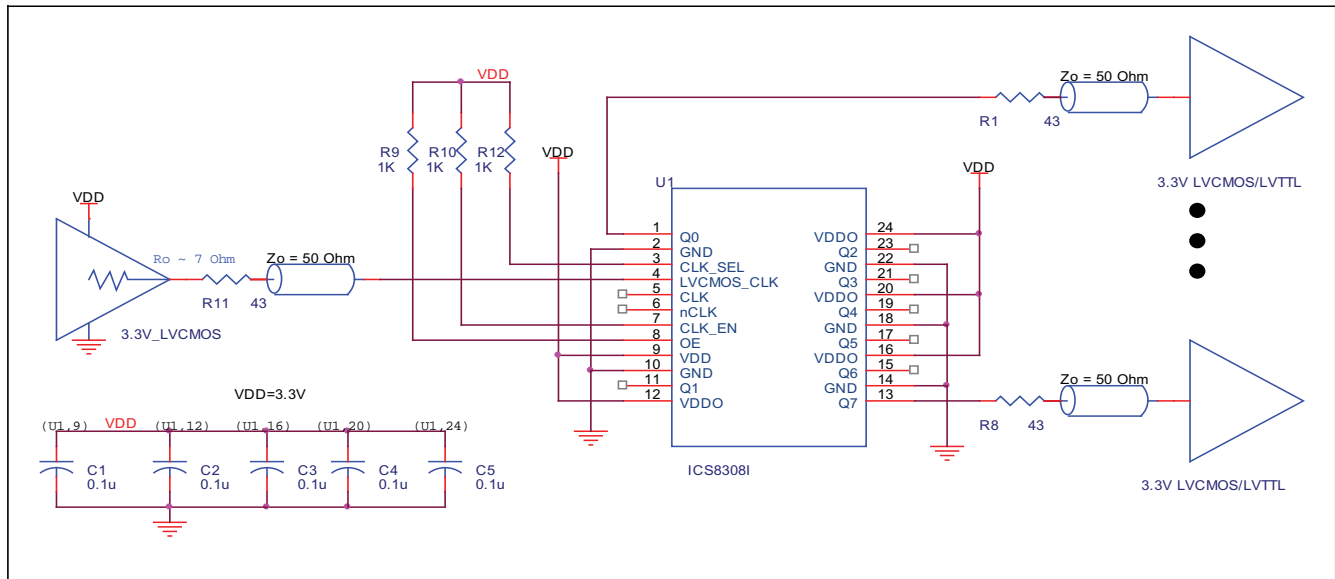 VDD
R9
1K
R10
1K
R12
1K
VDD
VDD
Ro ~ 7 Ohm
R11
43
Zo = 50 Ohm
3.3V_LVCMOS
U1
1
2
3
4
5
6
7
8
9
10
11
12
Q0
GND
CLK_SEL
LVCMOS_CLK
CLK
nCLK
CLK_EN
OE
VDD
GND
Q1
VDDO
VDDO
Q2
GND
Q3
VDDO
Q4
GND
Q5
VDDO
Q6
GND
Q7
24
23
22
21
20
19
18
17
16
15
14
13
ICS8308I
VDD
R1
43
Zo = 50 Ohm
3.3V LVCMOS/LVTTL
R8
43
Zo = 50 Ohm
3.3V LVCMOS/LVTTL
VDD=3.3V
(U1,9)
VDD
(U1,12)
(U1,16)
(U1,20)
(U1,24)
C1
0.1u
C2
0.1u
C3
0.1u
C4
0.1u
C5
0.1u